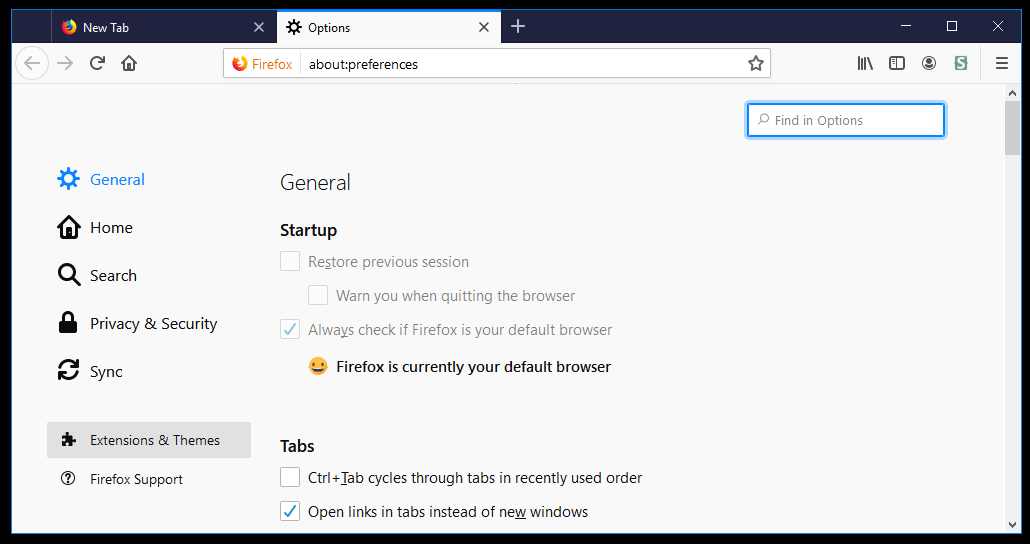 New Tab
Options
Firefox
about:preferences
S
Find in Options
General
Home
Search
Privacy & Security
Sync
Extensions & Themes
Firefox Support
General
Startup
Restore previous session
Warn you when quitting the browser
Always check if Firefox is your default browser
Firefox is currently your default browser
Tabs
Ctrl+Tab cycles through tabs in recently used order
Open links in tabs instead of new windows